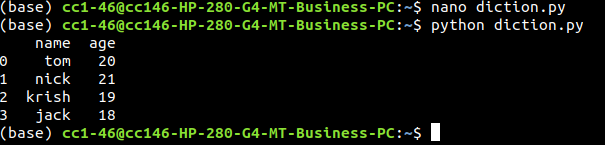 (base) cc1-46@cc146-HP-280-G4-MT-Business-PC:~$ nano diction.py
(base) cc1-46@cc146-HP-280-G4-MT-Business-PC:~$ python diction.py
    name  age
0    tom   20
1   nick   21
2  krish   19
3   jack   18
(base) cc1-46@cc146-HP-280-G4-MT-Business-PC:~$